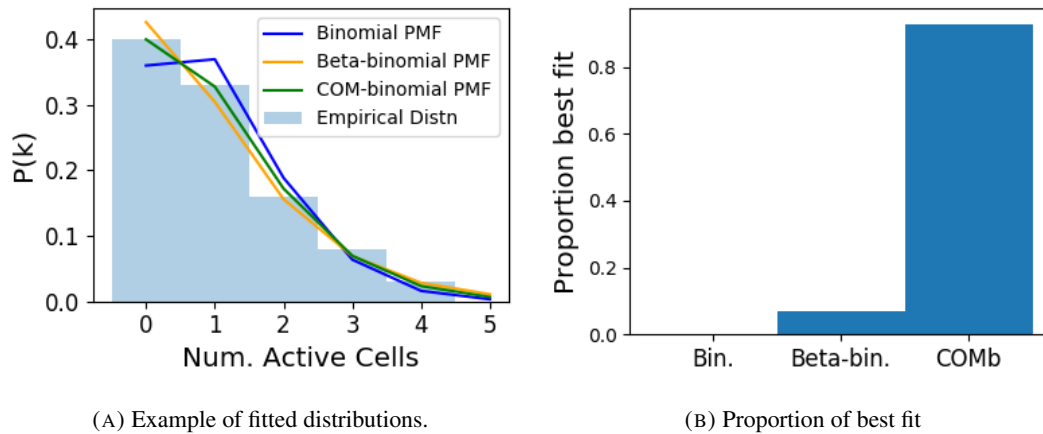 Binomial PMF
Beta-binomial PMF
COM-binomial PMF
Empirical Distn
P(k)
0.4
0.3
0.2
0.1
0.0
0 1 2 3 4 5
Num. Active Cells
(A) Example of fitted distributions.
Proportion best fit
0.8
0.6
0.4
0.2
0.0
Bin. Beta-bin. COMb
(B) Proportion of best fit